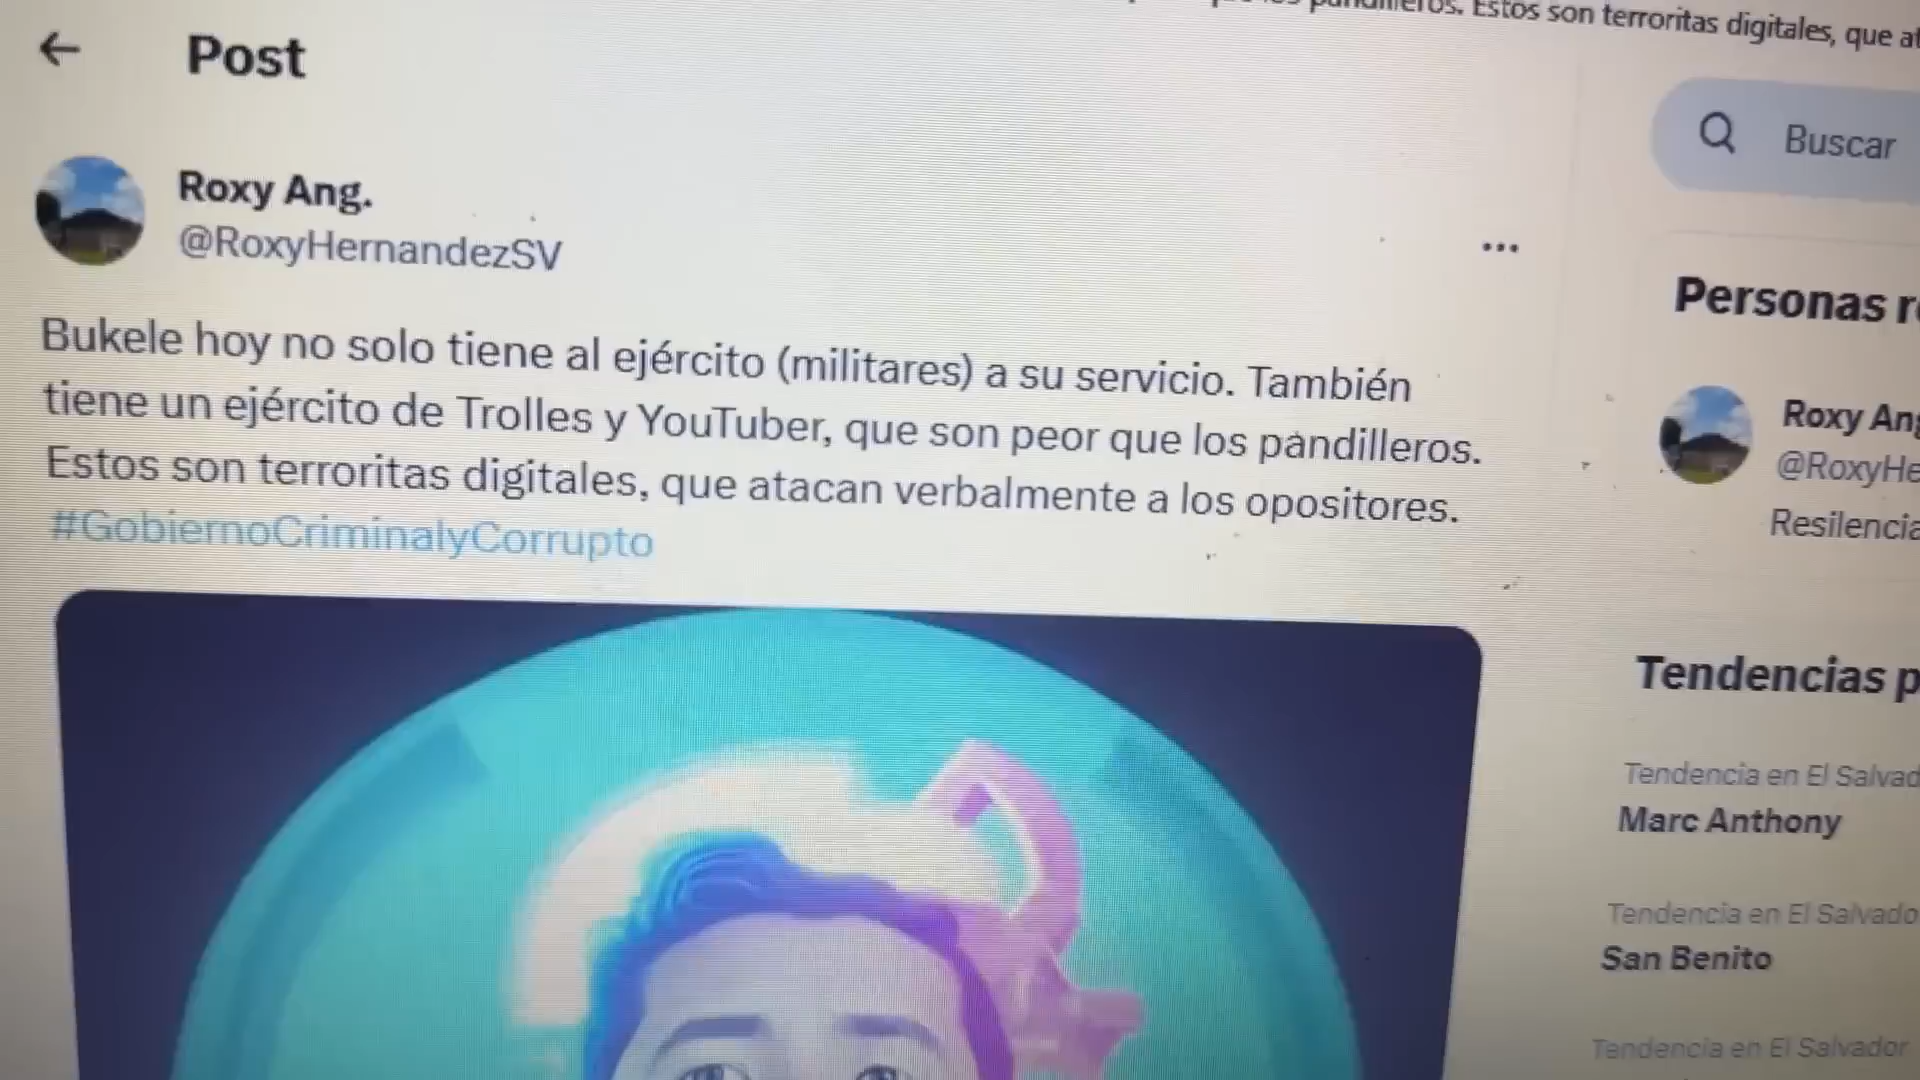 pandilleros. Estos son terroritas digitales, que
Post
Buscar
Roxy Ang.
@RoxyHernandezSV
Bukele hoy no solo tiene al ejército (militares) a su servicio. También
tiene un ejército de Trolles y YouTuber, que son peor que los pandilleros.
Estos son terroritas digitales, que atacan verbalmente a los opositores.
#GobiernoCriminalyCorrupto
Personas
Roxy Ang
@RoxyHe
Resilencia
Tendencias p
Tendencia en El Salvad
Marc Anthony
Tendencia en El Salvado
San Benito
Tendencia en El Salvador